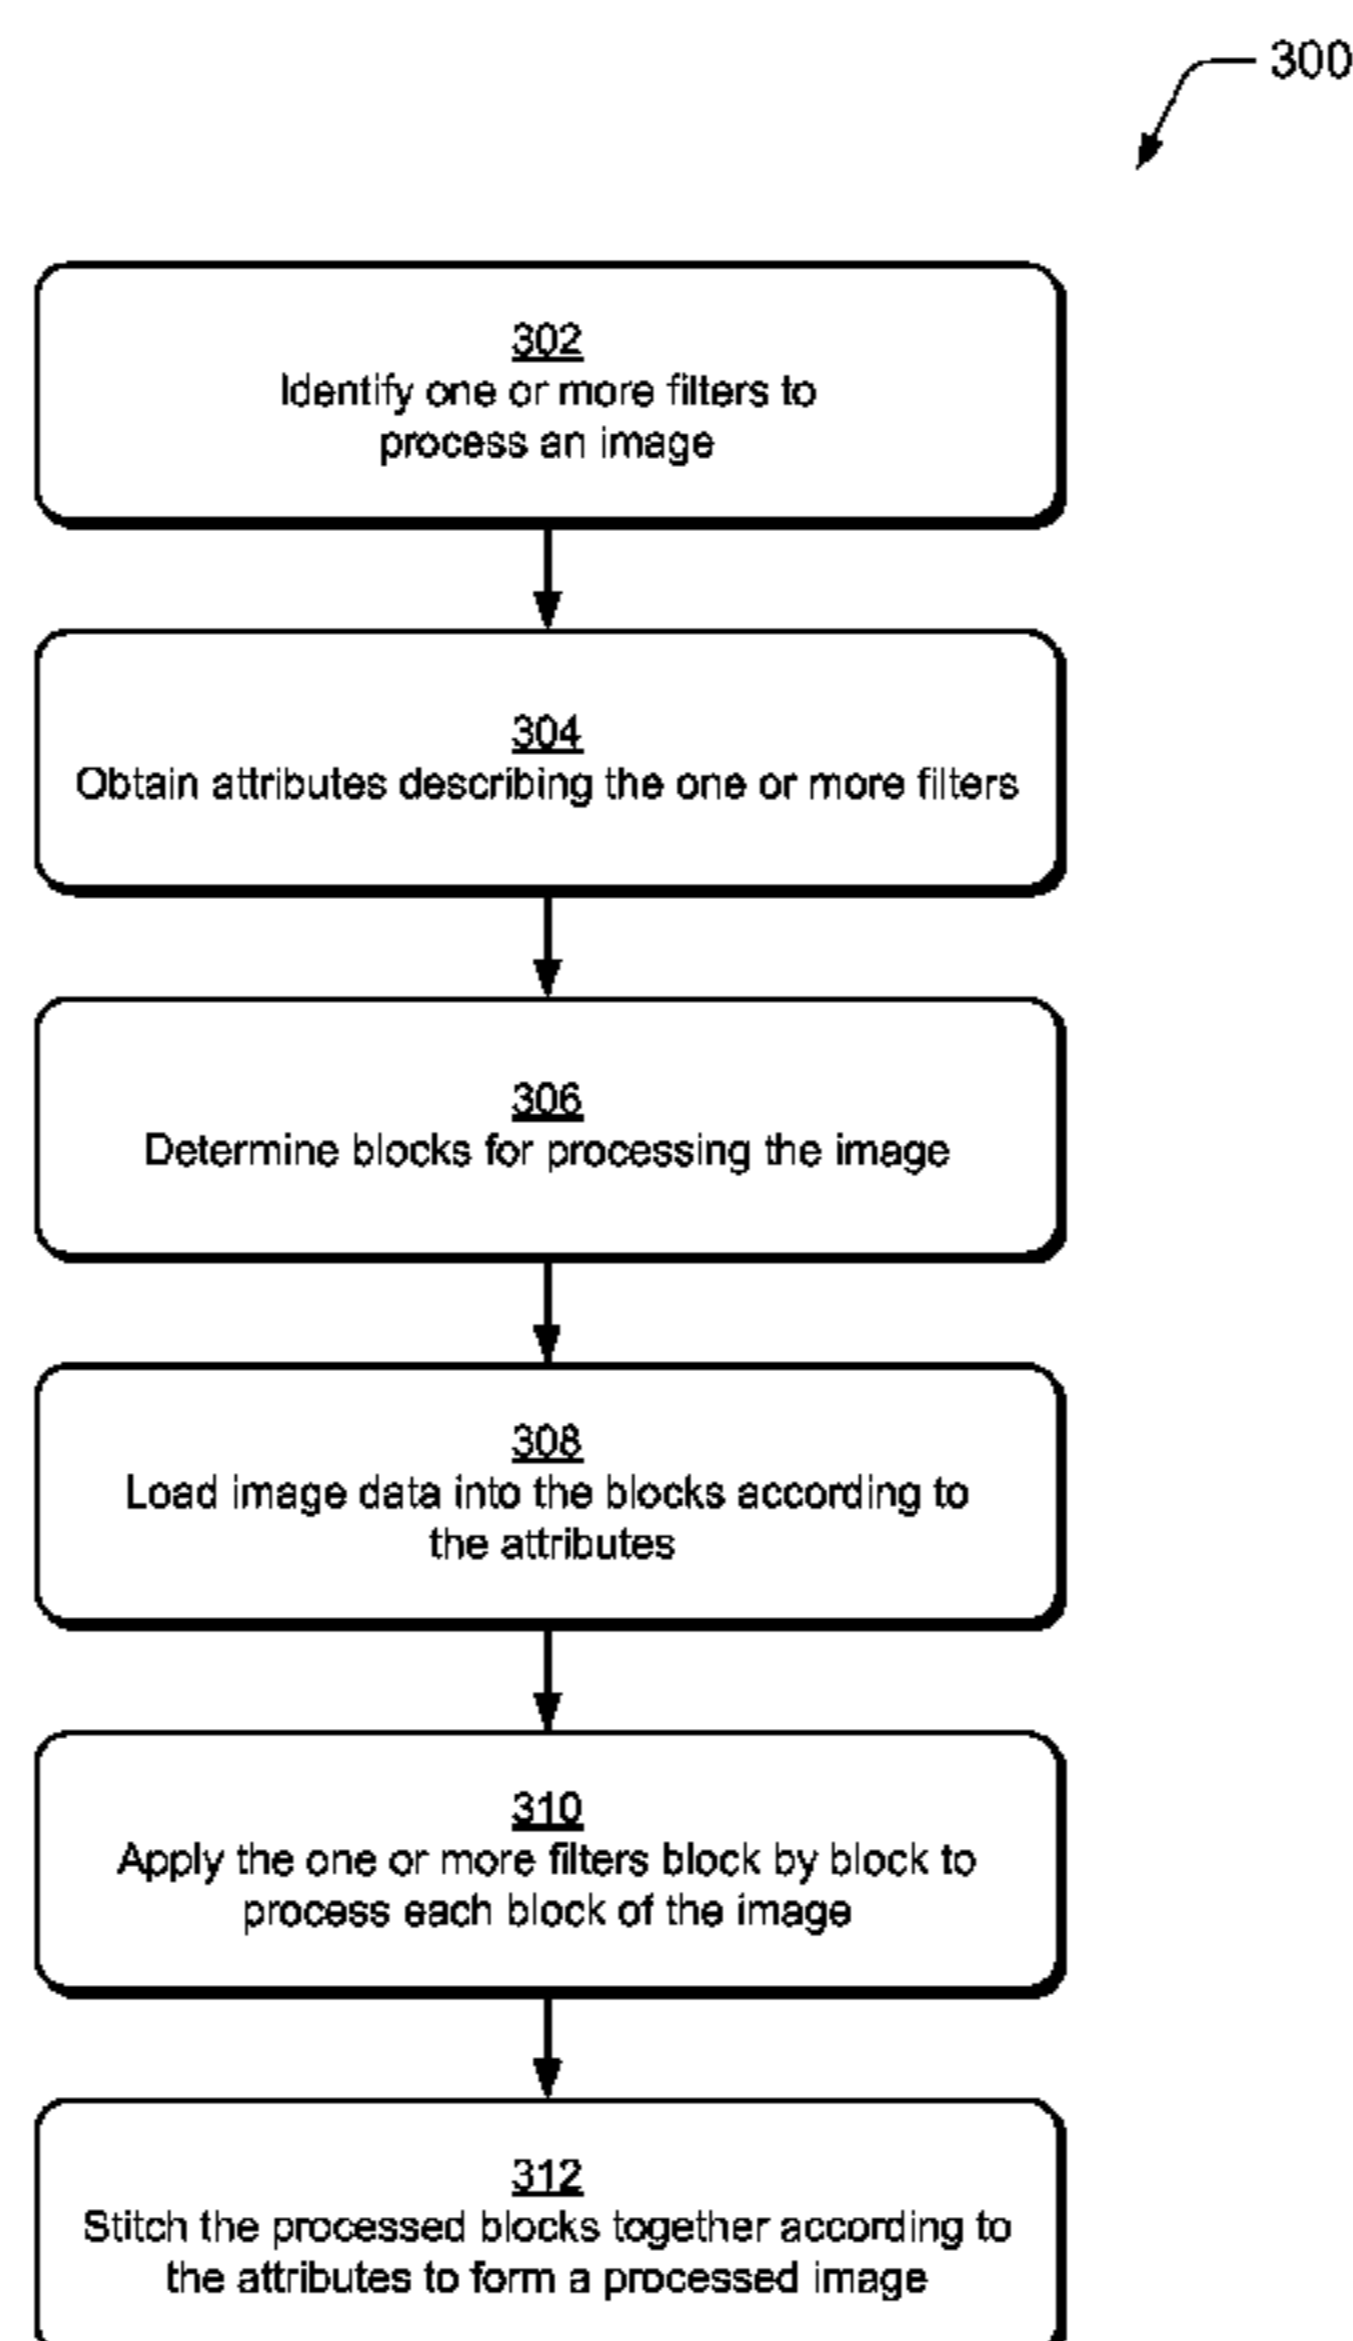 300
302
Identify one or more filters to
process an image
304
Obtain attributes describing the one or more filters
306
Determine blocks for processing the image
308
Load image data into the blocks according to
the attributes
310
Apply the one or more filters block by block to
process each block of the image
312
Stitch the processed blocks together according to
the attributes to form a processed image